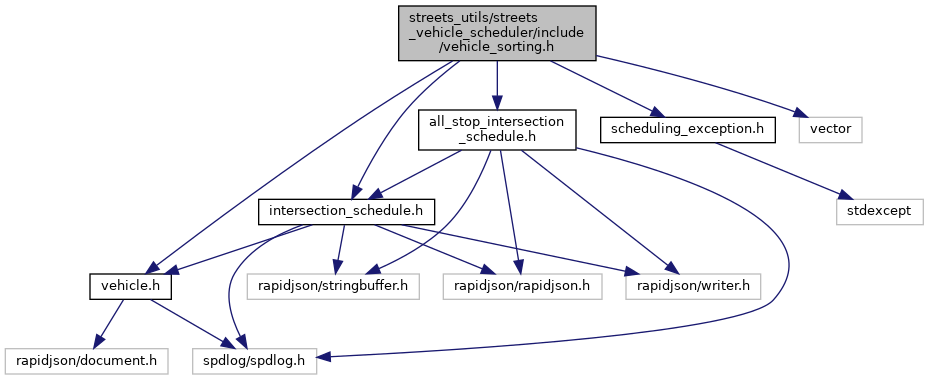 streets_utils/streets
_vehicle_scheduler/include
/vehicle_sorting.h
all_stop_intersection
_schedule.h
scheduling_exception.h
vector
intersection_schedule.h
stdexcept
vehicle.h
rapidjson/stringbuffer.h
rapidjson/rapidjson.h
rapidjson/writer.h
rapidjson/document.h
spdlog/spdlog.h